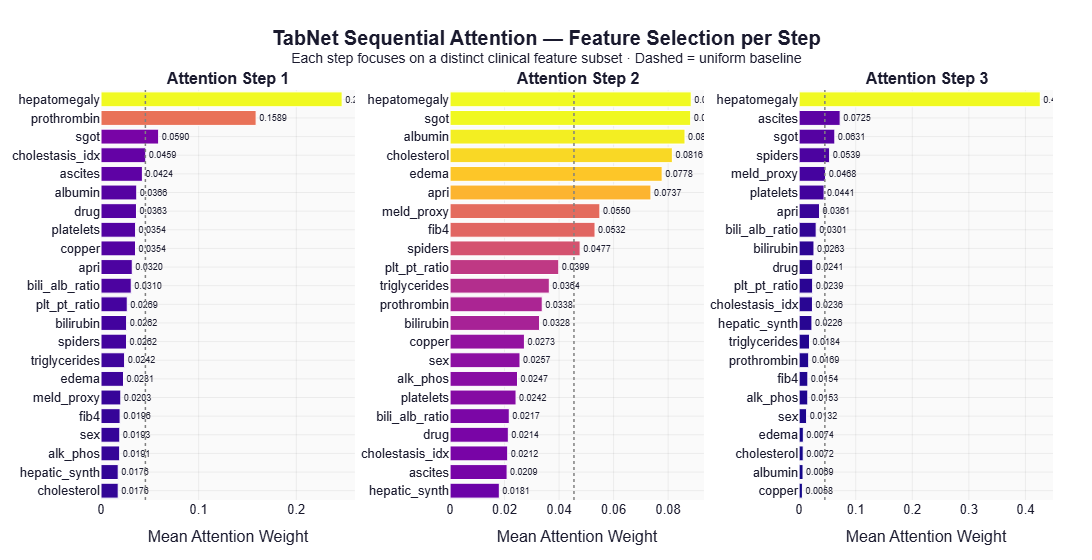 TabNet Sequential Attention — Feature Selection per Step
Each step focuses on a distinct clinical feature subset · Dashed = uniform baseline
Attention Step 1
hepatomegaly
prothrombin 0.1589
sgot 0.0590
cholestasis_idx 0.0459
ascites 0.0424
albumin 0.0366
drug 0.0363
platelets 0.0354
copper 0.0354
apri 0.0320
bili_alb_ratio 0.0310
plt_pt_ratio 0.0269
bilirubin 0.0262
spiders 0.0262
triglycerides 0.0242
edema 0.0231
meld_proxy 0.0203
fib4 0.0196
sex 0.0193
alk_phos 0.0191
hepatic_synth 0.0176
cholesterol 0.0176
0 0.1 0.2
Mean Attention Weight
Attention Step 2
hepatomegaly
sgot
albumin
cholesterol 0.0816
edema 0.0778
apri 0.0737
meld_proxy 0.0550
fib4 0.0532
spiders 0.0477
plt_pt_ratio 0.0399
triglycerides 0.0364
prothrombin 0.0338
bilirubin 0.0328
copper 0.0273
sex 0.0257
alk_phos 0.0247
platelets 0.0242
bili_alb_ratio 0.0217
drug 0.0214
cholestasis_idx 0.0212
ascites 0.0209
hepatic_synth 0.0181
0 0.02 0.04 0.06 0.08
Mean Attention Weight
Attention Step 3
hepatomegaly
ascites 0.0725
sgot 0.0631
spiders 0.0539
meld_proxy 0.0468
platelets 0.0441
apri 0.0361
bili_alb_ratio 0.0301
bilirubin 0.0263
drug 0.0241
plt_pt_ratio 0.0239
cholestasis_idx 0.0236
hepatic_synth 0.0226
triglycerides 0.0184
prothrombin 0.0169
fib4 0.0154
alk_phos 0.0153
sex 0.0132
edema 0.0074
cholesterol 0.0072
albumin 0.0069
copper 0.0058
0 0.1 0.2 0.3 0.4
Mean Attention Weight